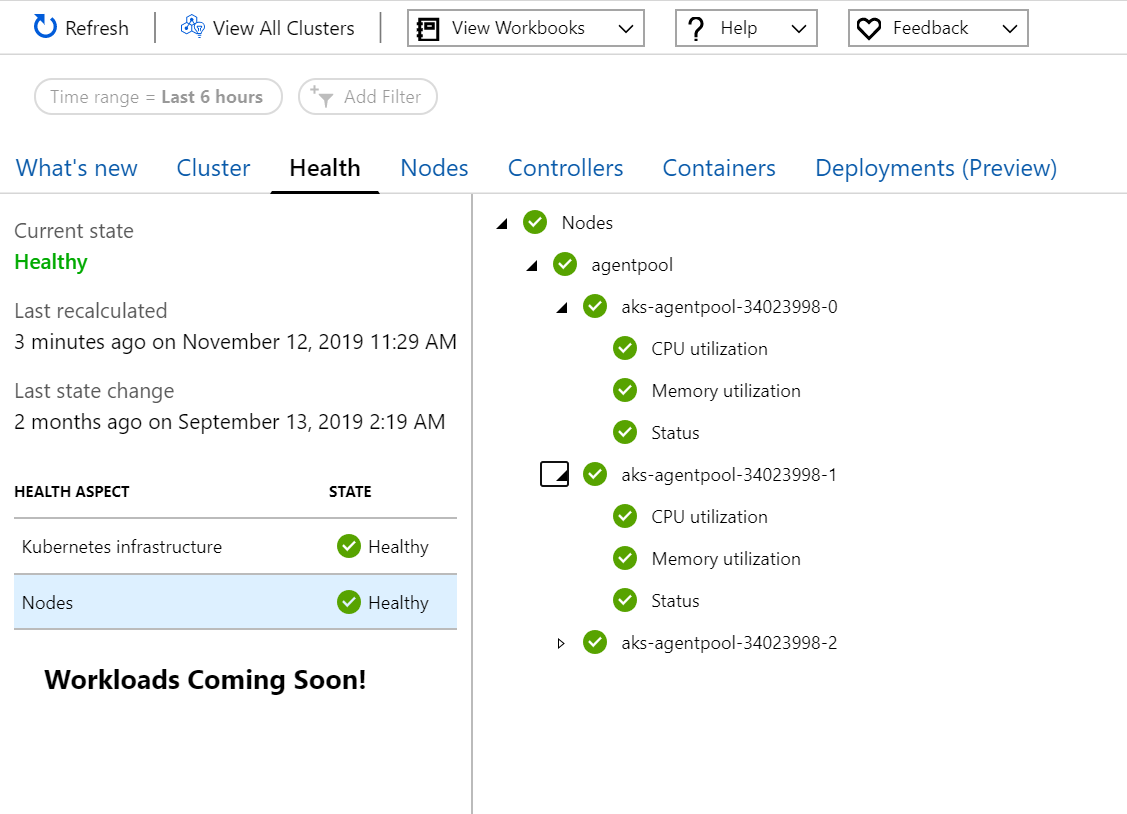 Refresh
View All Clusters
View Workbooks
Help
Feedback
Time range = Last 6 hours
Add Filter
What's new
Cluster
Health
Nodes
Controllers
Containers
Deployments (Preview)
Current state
Healthy
Last recalculated
3 minutes ago on November 12, 2019 11:29 AM
Last state change
2 months ago on September 13, 2019 2:19 AM
HEALTH ASPECT STATE
Kubernetes infrastructure Healthy
Nodes Healthy
Workloads Coming Soon!
Nodes
agentpool
aks-agentpool-34023998-0
CPU utilization
Memory utilization
Status
aks-agentpool-34023998-1
CPU utilization
Memory utilization
Status
aks-agentpool-34023998-2